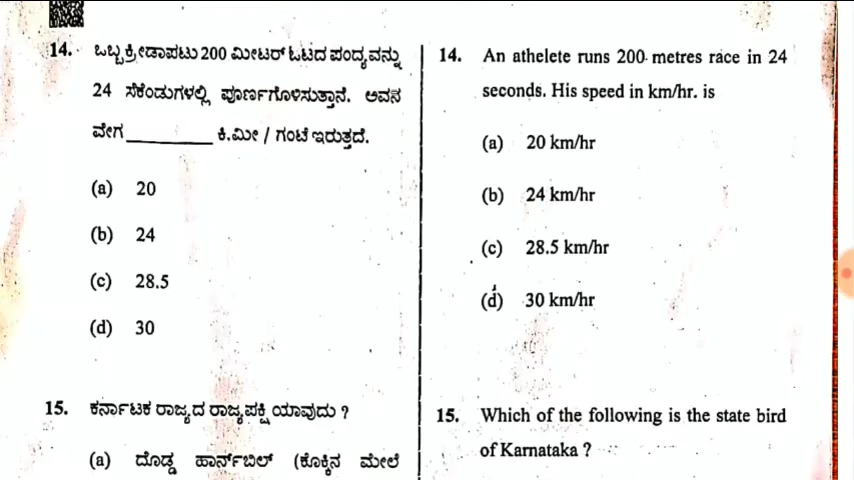 14. ಒಬ್ಬ ಕ್ರೀಡಾಪಟು 200 ಮೀಟರ್ ಓಟದ ಪಂದ್ಯವನ್ನು
24 ಸೆಕೆಂಡುಗಳಲ್ಲಿ ಪೂರ್ಣಗೊಳಿಸುತ್ತಾನೆ. ಅವನ
ವೇಗ__________ ಕಿ.ಮೀ / ಗಂಟೆ ಇರುತ್ತದೆ.
(a) 20
(b) 24
(c) 28.5
(d) 30
15. ಕರ್ನಾಟಕ ರಾಜ್ಯದ ರಾಜ್ಯಪಕ್ಷಿ ಯಾವುದು ?
(a) ದೊಡ್ಡ ಹಾರ್ನ್‌ಬಿಲ್ (ಕೊಕ್ಕಿನ ಮೇಲೆ
14. An athelete runs 200 metres race in 24
seconds. His speed in km/hr. is
(a) 20 km/hr
(b) 24 km/hr
(c) 28.5 km/hr
(d) 30 km/hr
15. Which of the following is the state bird
of Karnataka ?